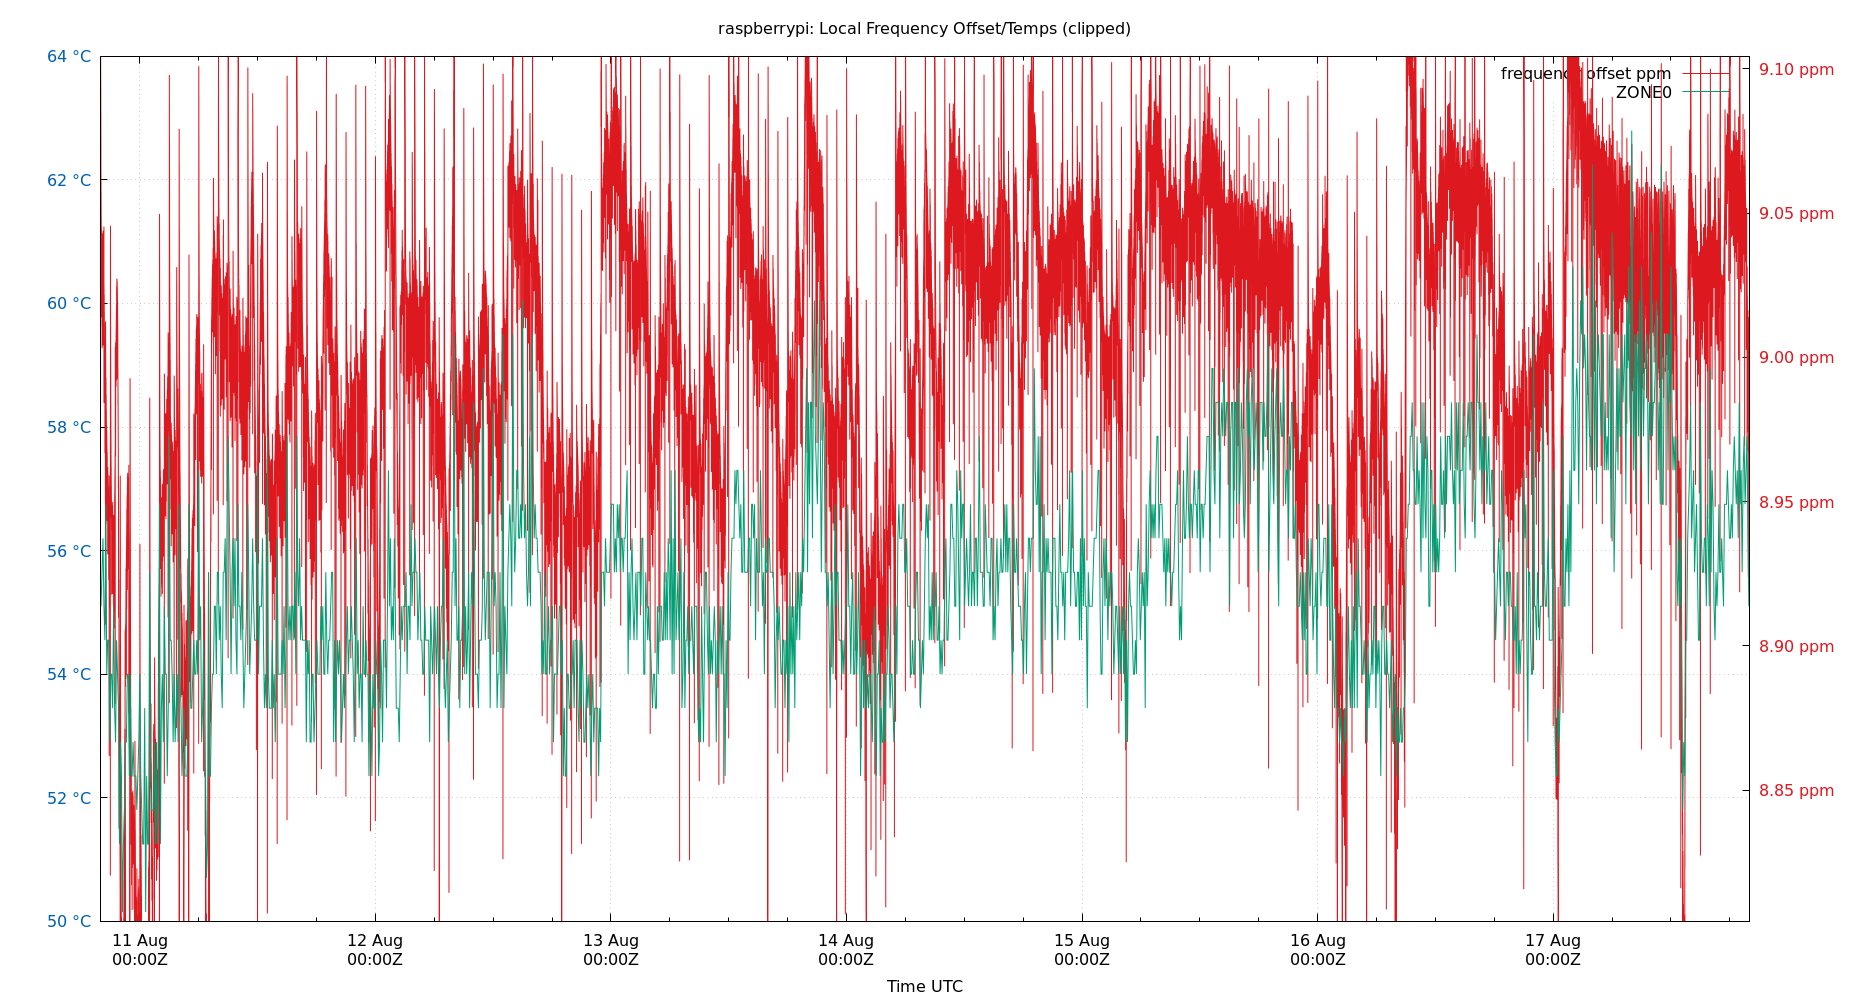 raspberrypi: Local Frequency Offset/Temps (clipped)
64 °C
62 °C
60 °C
58 °C
56 °C
54 °C
52 °C
50 °C
frequency offset ppm
ZONE0
9.10 ppm
9.05 ppm
9.00 ppm
8.95 ppm
8.90 ppm
8.85 ppm
11 Aug
00:00Z
12 Aug
00:00Z
13 Aug
00:00Z
14 Aug
00:00Z
15 Aug
00:00Z
16 Aug
00:00Z
17 Aug
00:00Z
Time UTC